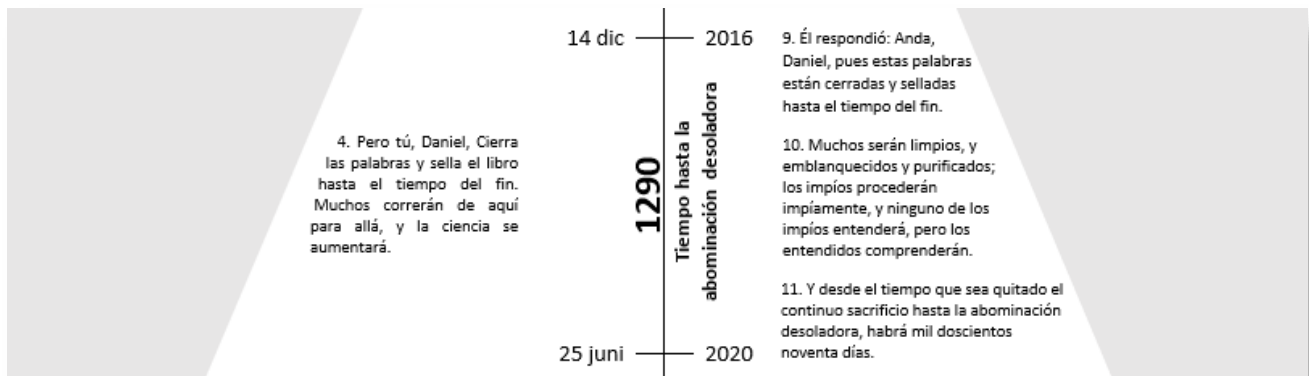 14 dic
2016
9. Él respondió: Anda,
Daniel, pues estas palabras
están cerradas y selladas
hasta el tiempo del fin.
4. Pero tú, Daniel, Cierra
las palabras y sella el libro
hasta el tiempo del fin.
Muchos correrán de aquí
para allá, y la ciencia se
aumentará.
1290
Tiempo hasta la
abominación desoladora
10. Muchos serán limpios, y
emblanquecidos y purificados;
los impíos procederán
impíamente, y ninguno de los
impíos entenderá, pero los
entendidos comprenderán.
11. Y desde el tiempo que sea quitado el
continuo sacrificio hasta la abominación
desoladora, habrá mil doscientos
noventa días.
25 juni
2020